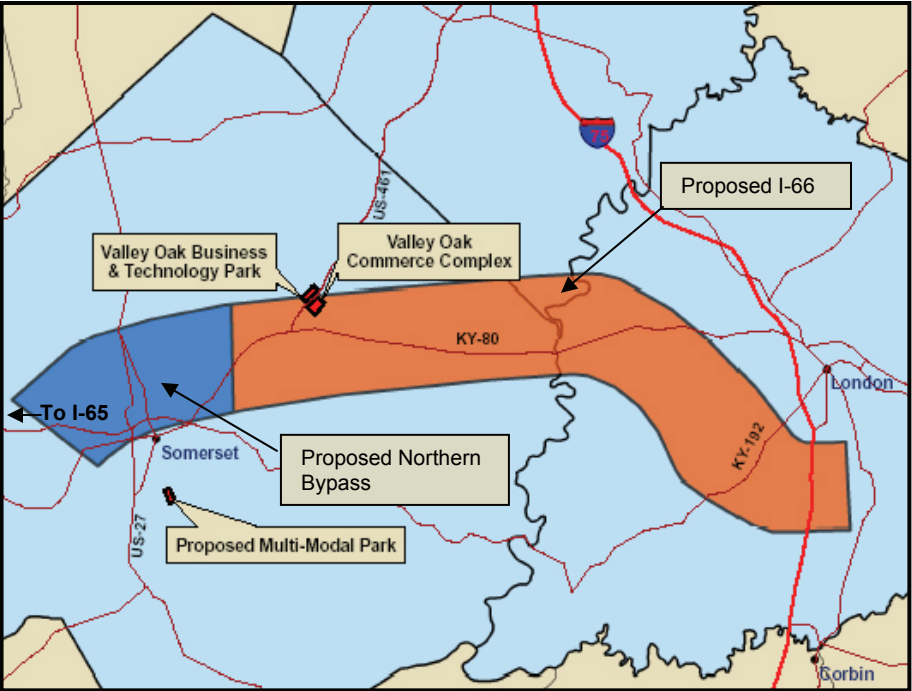 75
US-461
Proposed I-66
Valley Oak Business
& Technology Park
Valley Oak
Commerce Complex
KY-80
London
To I-65
Somerset
KY-192
Proposed Northern
Bypass
US-27
Proposed Multi-Modal Park
Corbin